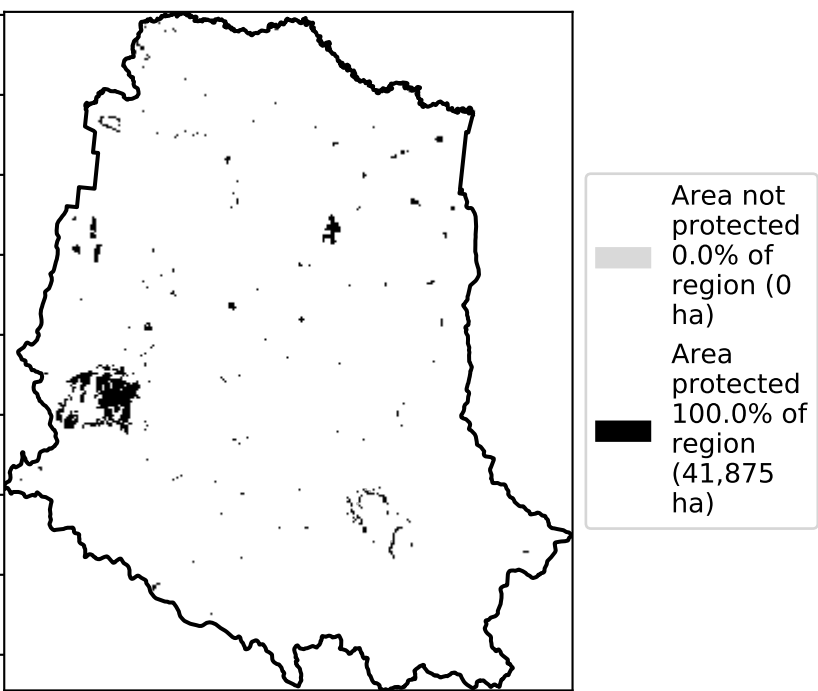 Area not
protected
0.0% of
region (0
ha)
Area
protected
100.0% of
region
(41,875
ha)